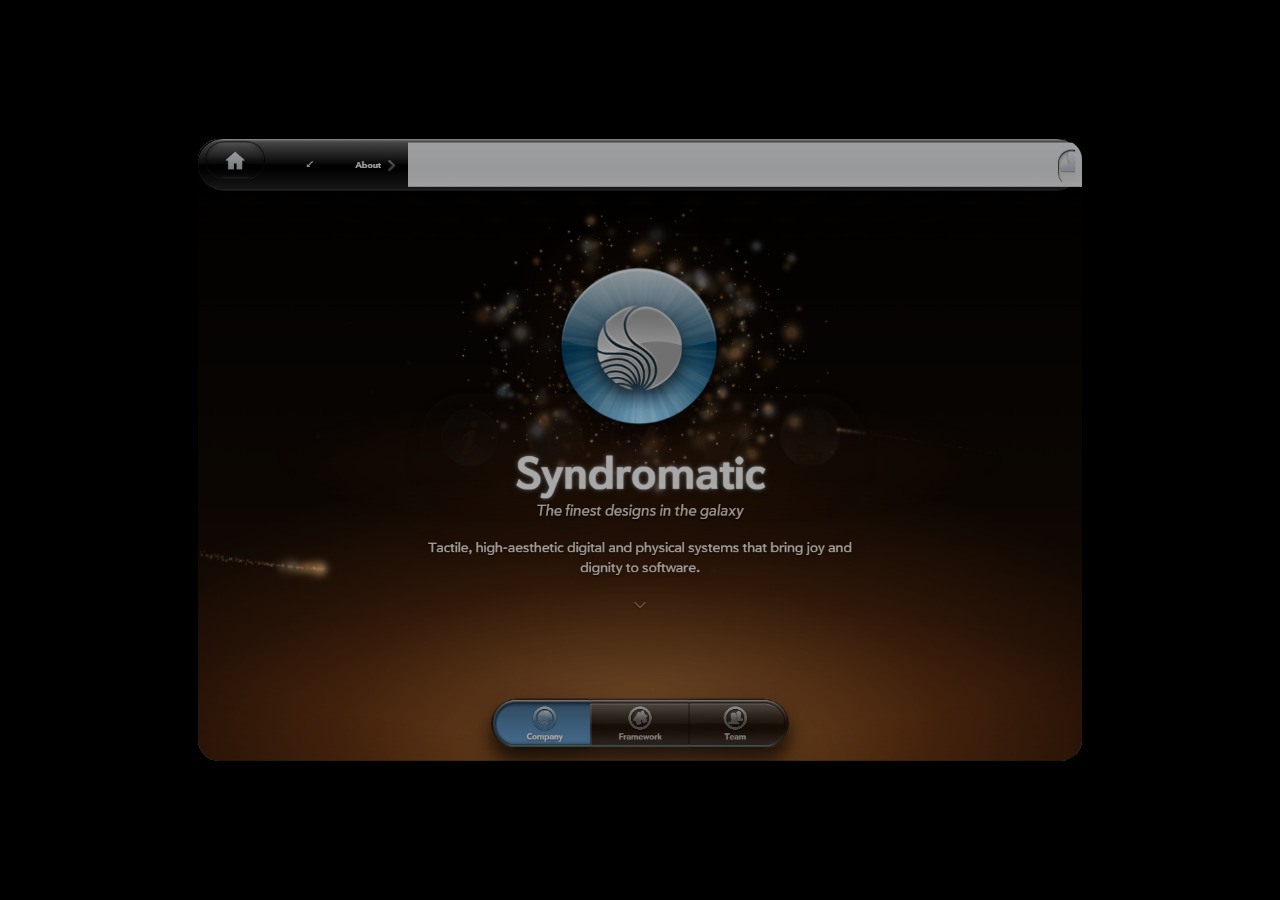 About
Syndromatic
The finest designs in the galaxy
Tactile, high-aesthetic digital and physical systems that bring joy and
dignity to software.
Company
Framework
Team